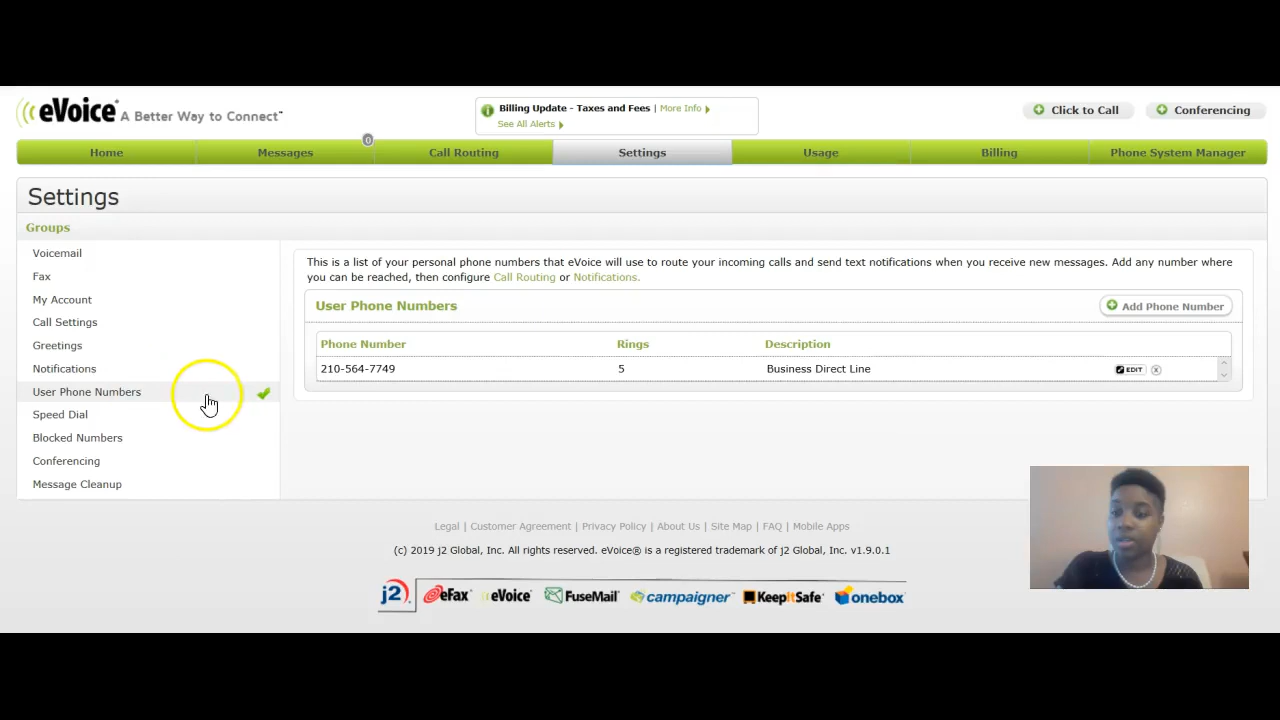 eVoice® A Better Way to Connect™
Billing Update - Taxes and Fees | More Info
See All Alerts
Click to Call
Conferencing
0
Home
Messages
Call Routing
Settings
Usage
Billing
Phone System Manager
Settings
Groups
Voicemail
Fax
My Account
Call Settings
Greetings
Notifications
User Phone Numbers
Speed Dial
Blocked Numbers
Conferencing
Message Cleanup
This is a list of your personal phone numbers that eVoice will use to route your incoming calls and send text notifications when you receive new messages. Add any number where
you can be reached, then configure Call Routing or Notifications.
User Phone Numbers
Add Phone Number
Phone Number Rings Description
210-564-7749 5 Business Direct Line EDIT
Legal | Customer Agreement | Privacy Policy | About Us | Site Map | FAQ | Mobile Apps
(c) 2019 j2 Global, Inc. All rights reserved. eVoice® is a registered trademark of j2 Global, Inc. v1.9.0.1
j2 eFax eVoice FuseMail campaigner KeepItSafe onebox